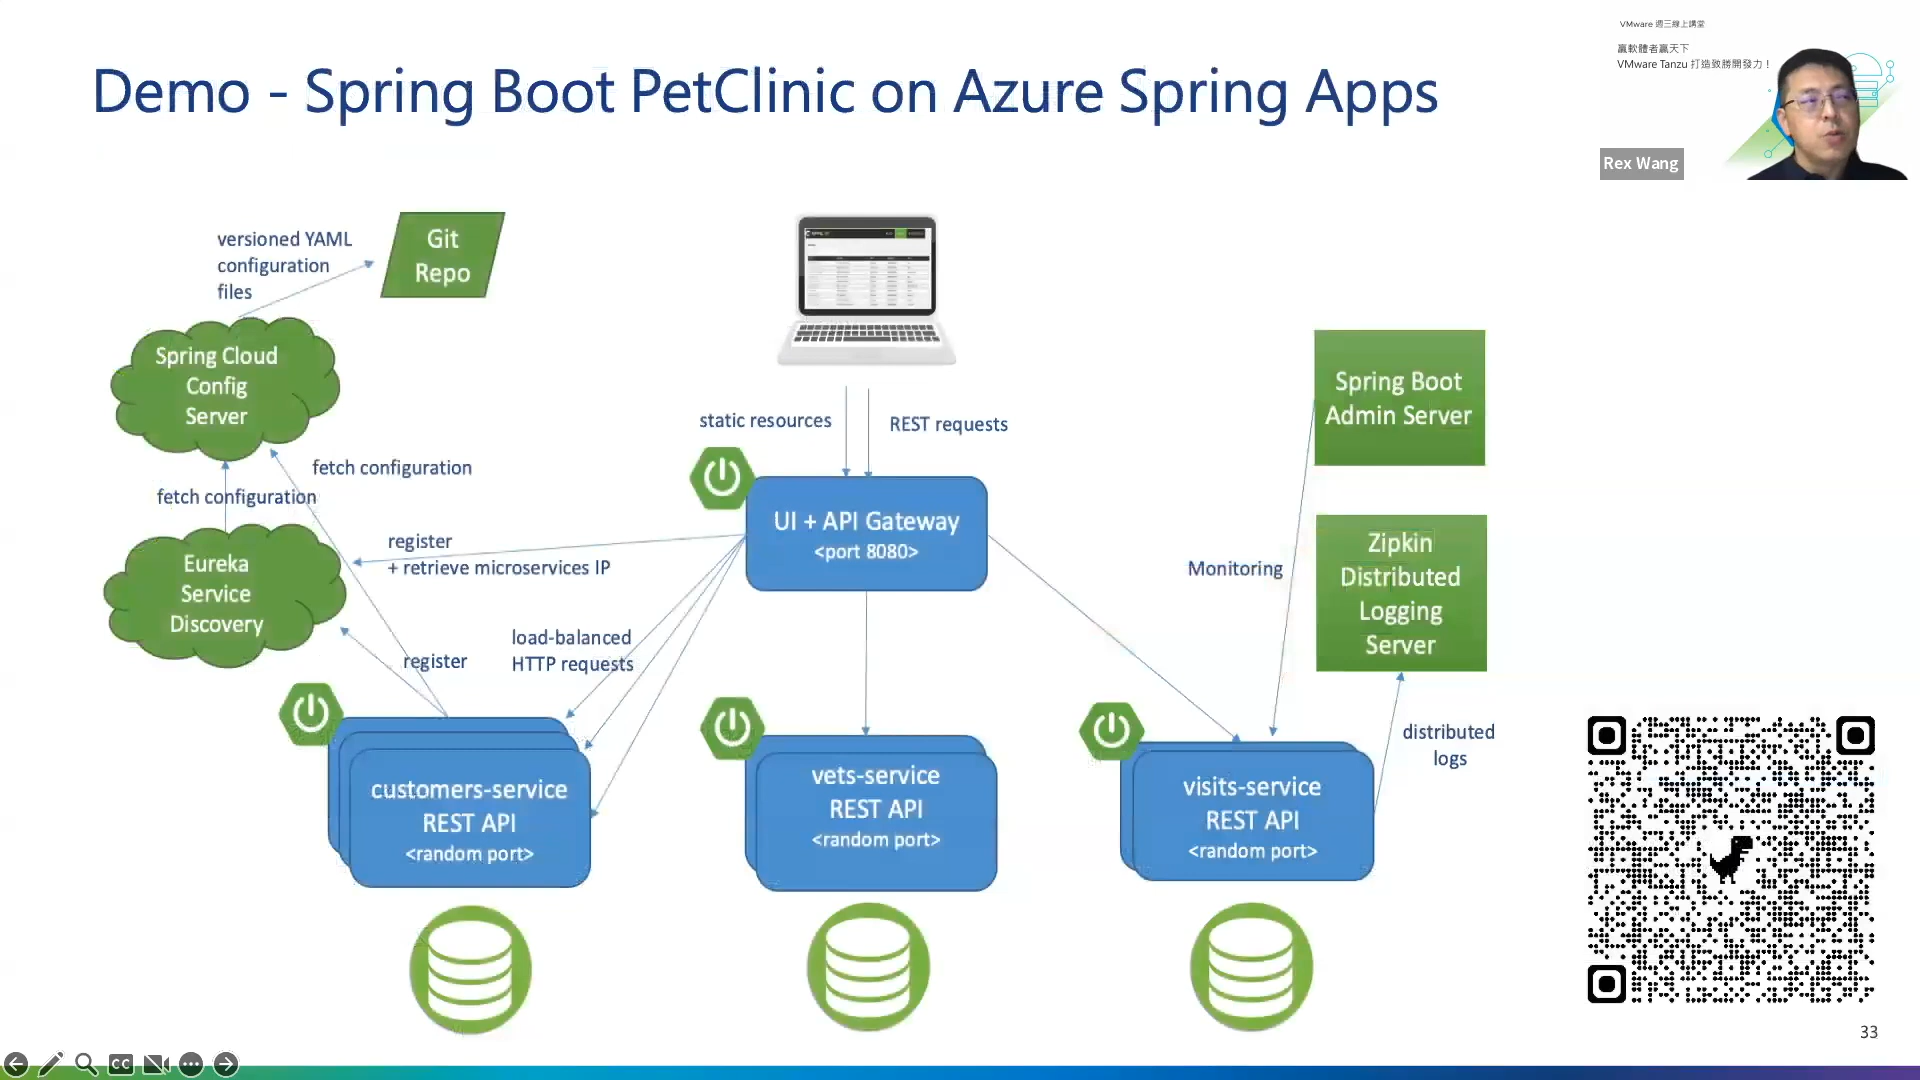 Demo - Spring Boot PetClinic on Azure Spring Apps
VMware 週三線上講堂
贏軟體者贏天下
VMware Tanzu 打造致勝開發力！
Rex Wang
versioned YAML
configuration
files
Git
Repo
Spring Cloud
Config
Server
fetch configuration
fetch configuration
Eureka
Service
Discovery
register
+ retrieve microservices IP
register
load-balanced
HTTP requests
static resources
REST requests
UI + API Gateway
<port 8080>
Spring Boot
Admin Server
Monitoring
Zipkin
Distributed
Logging
Server
distributed
logs
customers-service
REST API
<random port>
vets-service
REST API
<random port>
visits-service
REST API
<random port>
33
CC